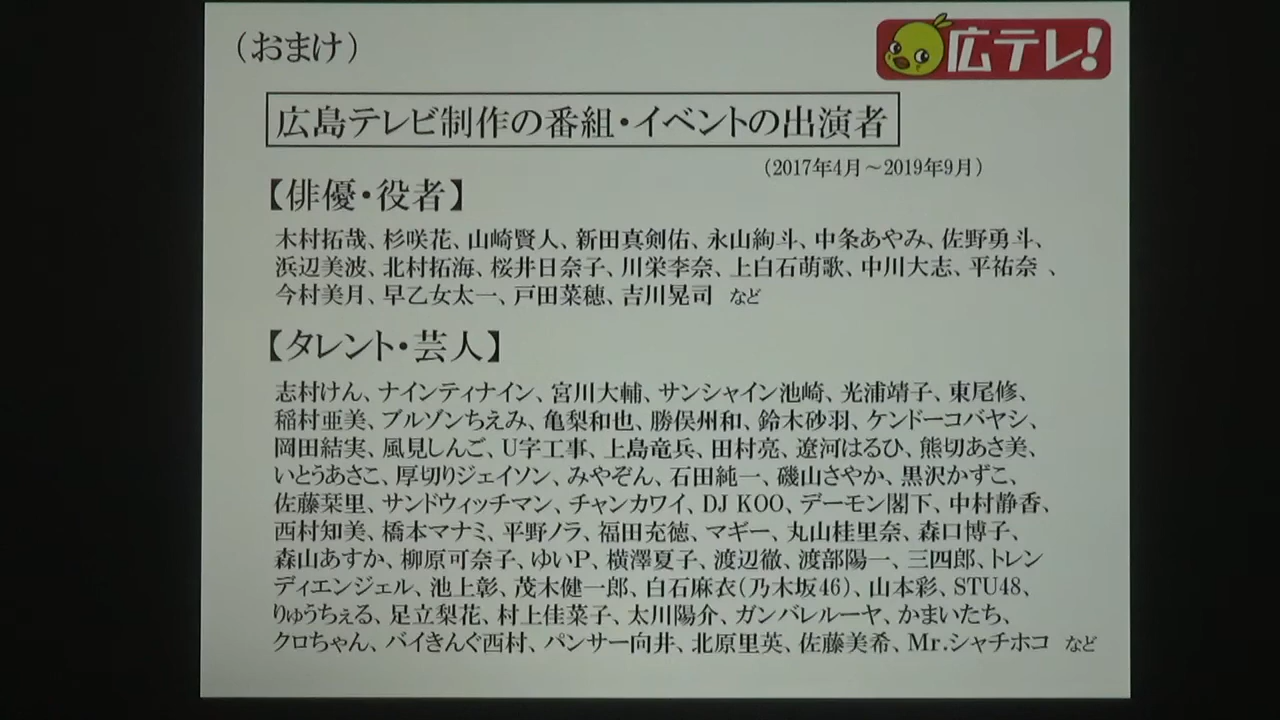 （おまけ）
広テレ！
広島テレビ制作の番組・イベントの出演者
（2017年4月～2019年9月）
【俳優・役者】
木村拓哉、杉咲花、山崎賢人、新田真剣佑、永山絢斗、中条あやみ、佐野勇斗、
浜辺美波、北村拓海、桜井日奈子、川栄李奈、上白石萌歌、中川大志、平祐奈 、
今村美月、早乙女太一、戸田菜穂、吉川晃司 など
【タレント・芸人】
志村けん、ナインティナイン、宮川大輔、サンシャイン池崎、光浦靖子、東尾修、
稲村亜美、ブルゾンちえみ、亀梨和也、勝俣州和、鈴木砂羽、ケンドーコバヤシ、
岡田結実、風見しんご、U字工事、上島竜兵、田村亮、遼河はるひ、熊切あさ美、
いとうあさこ、厚切りジェイソン、みやぞん、石田純一、磯山さやか、黒沢かずこ、
佐藤栞里、サンドウィッチマン、チャンカワイ、DJ KOO、デーモン閣下、中村静香、
西村知美、橋本マナミ、平野ノラ、福田充徳、マギー、丸山桂里奈、森口博子、
森山あすか、柳原可奈子、ゆいP、横澤夏子、渡辺徹、渡部陽一、三四郎、トレン
ディエンジェル、池上彰、茂木健一郎、白石麻衣（乃木坂46）、山本彩、STU48、
りゅうちぇる、足立梨花、村上佳菜子、太川陽介、ガンバレルーヤ、かまいたち、
クロちゃん、バイきんぐ西村、パンサー向井、北原里英、佐藤美希、Mr.シャチホコ など